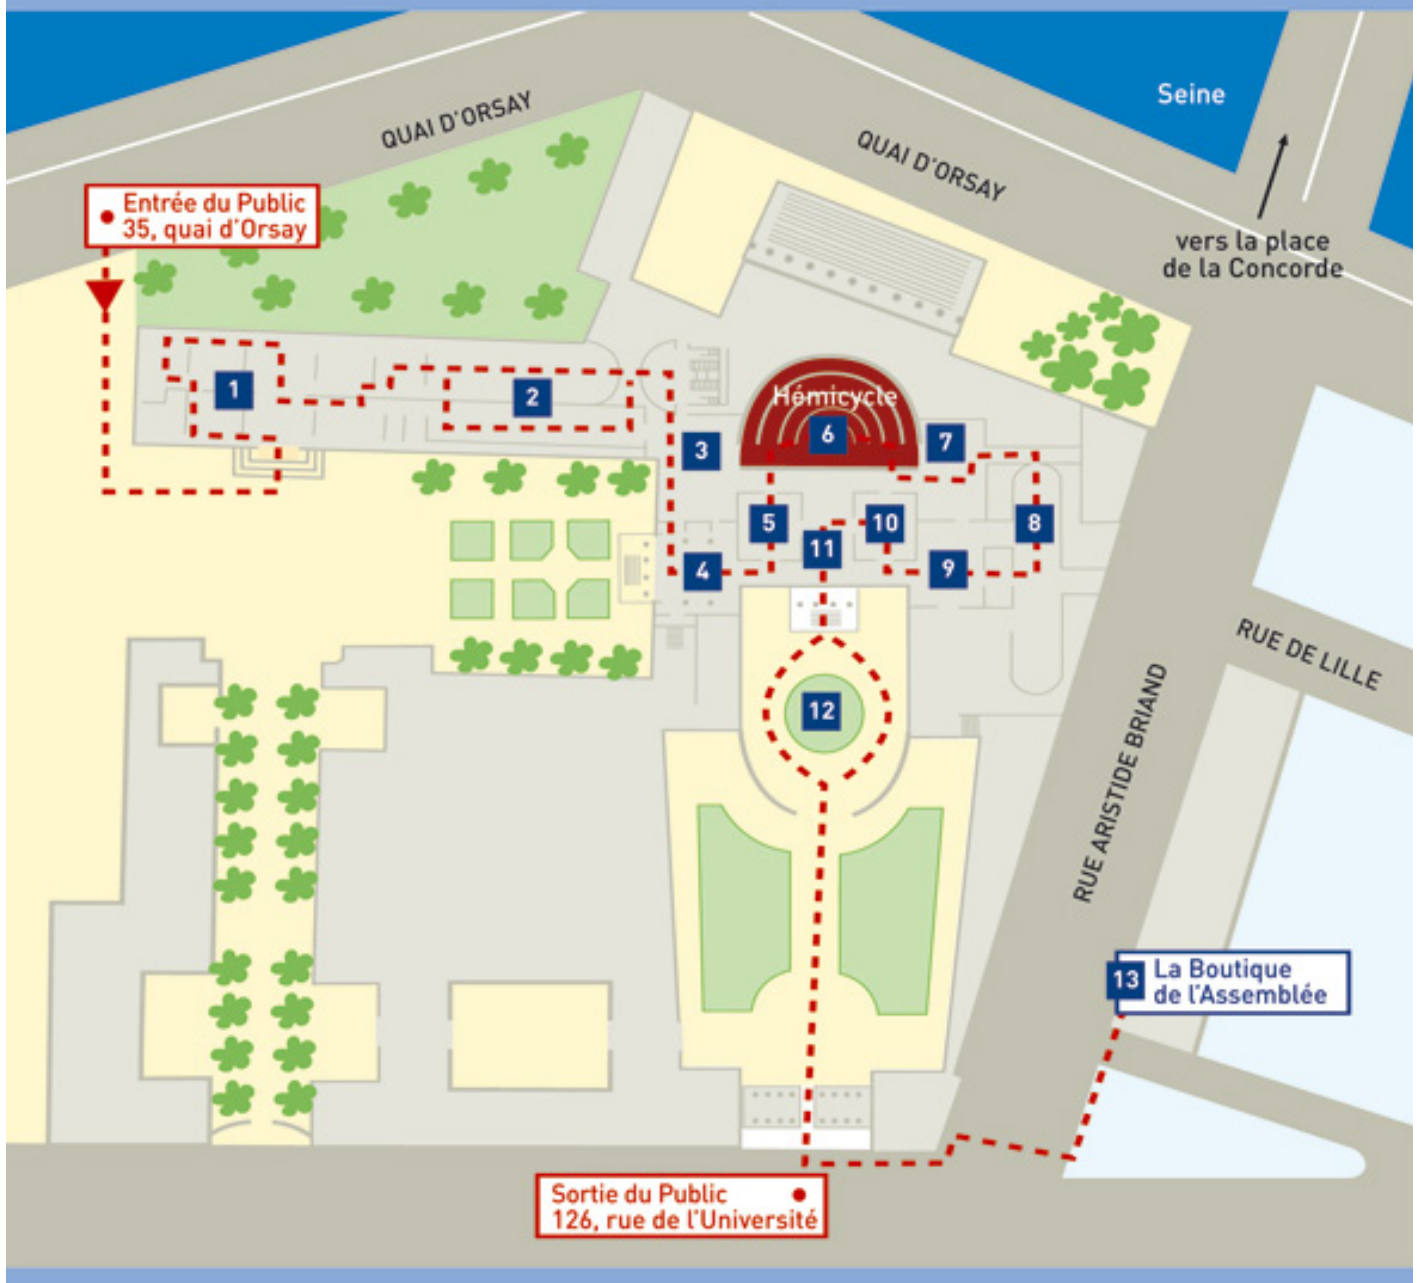 Seine
QUAI D'ORSAY
QUAI D'ORSAY
Entrée du Public
35, quai d'Orsay
vers la place
de la Concorde
1
2
Hémicycle
6
3
7
5
10
8
11
4
9
RUE DE LILLE
12
RUE ARISTIDE BRIAND
13
La Boutique
de l'Assemblée
Sortie du Public
126, rue de l'Université